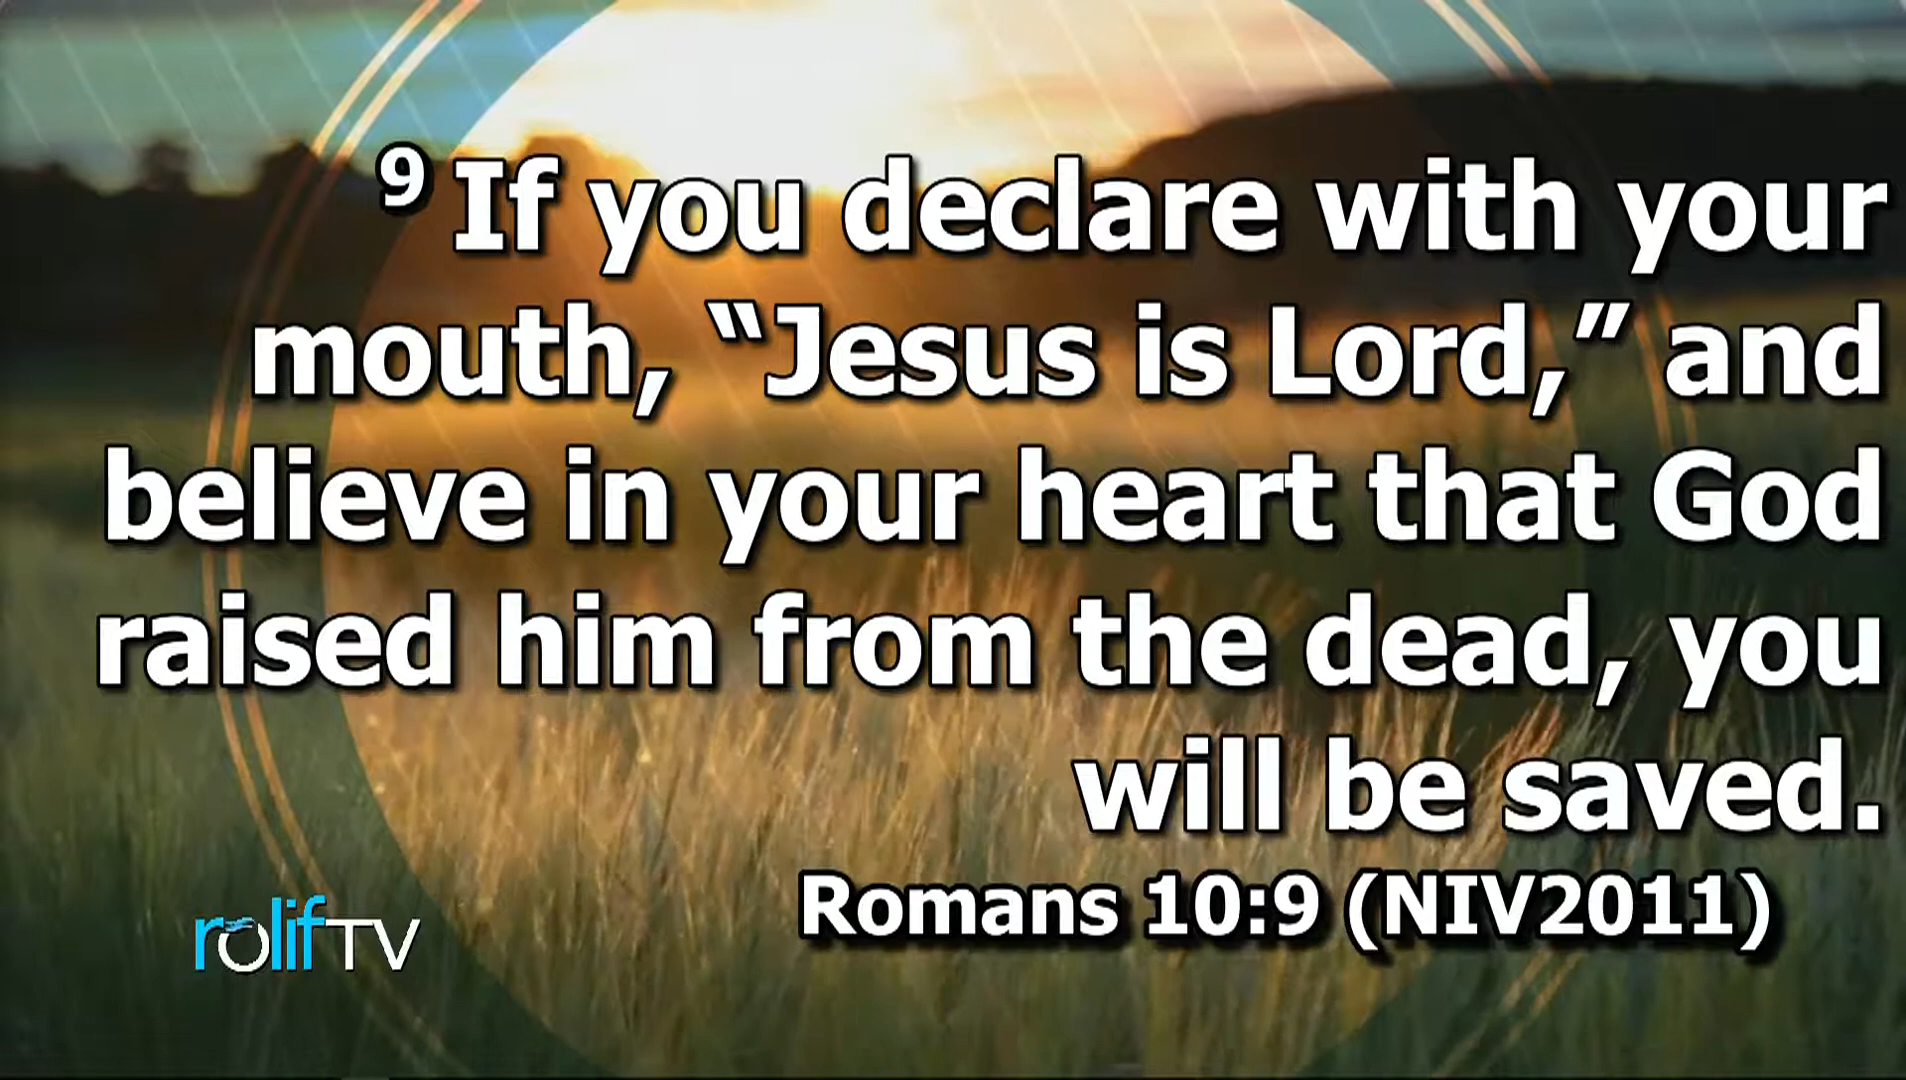 ⁹ If you declare with your
mouth, “Jesus is Lord,” and
believe in your heart that God
raised him from the dead, you
will be saved.
Romans 10:9 (NIV2011)
rolifTV